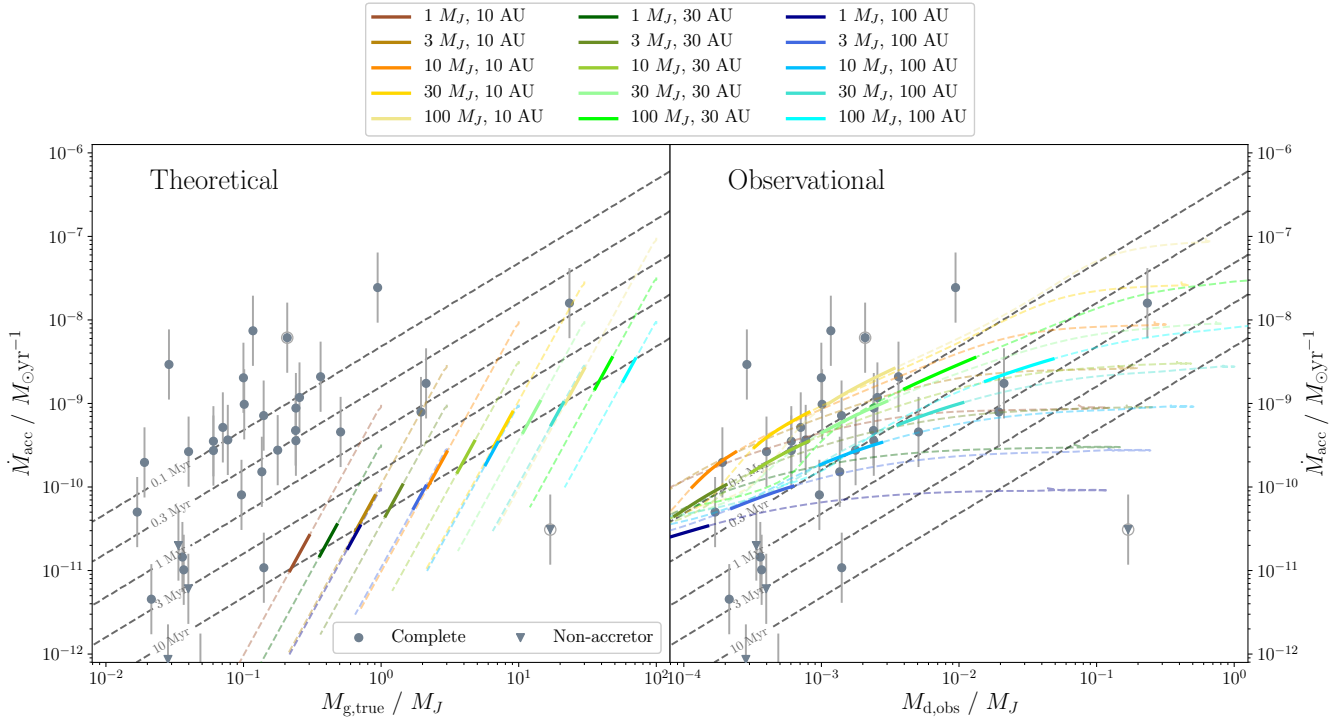 1 M_J, 10 AU
3 M_J, 10 AU
10 M_J, 10 AU
30 M_J, 10 AU
100 M_J, 10 AU
1 M_J, 30 AU
3 M_J, 30 AU
10 M_J, 30 AU
30 M_J, 30 AU
100 M_J, 30 AU
1 M_J, 100 AU
3 M_J, 100 AU
10 M_J, 100 AU
30 M_J, 100 AU
100 M_J, 100 AU
Theoretical
10^{-6}
10^{-7}
10^{-8}
10^{-9}
10^{-10}
10^{-11}
10^{-12}
Ṁ_acc / M_⊙yr^{-1}
0.1 Myr
0.3 Myr
1 Myr
3 Myr
10 Myr
Complete
Non-accretor
10^{-2}
10^{-1}
10^0
10^1
10^2
M_{g,true} / M_J
Observational
0.1 M
0.3 Myr
1 Myr
3 Myr
10 Myr
10^{-4}
10^{-3}
10^{-2}
10^{-1}
10^0
M_{d,obs} / M_J
10^{-6}
10^{-7}
10^{-8}
10^{-9}
10^{-10}
10^{-11}
10^{-12}
Ṁ_acc / M_⊙yr^{-1}